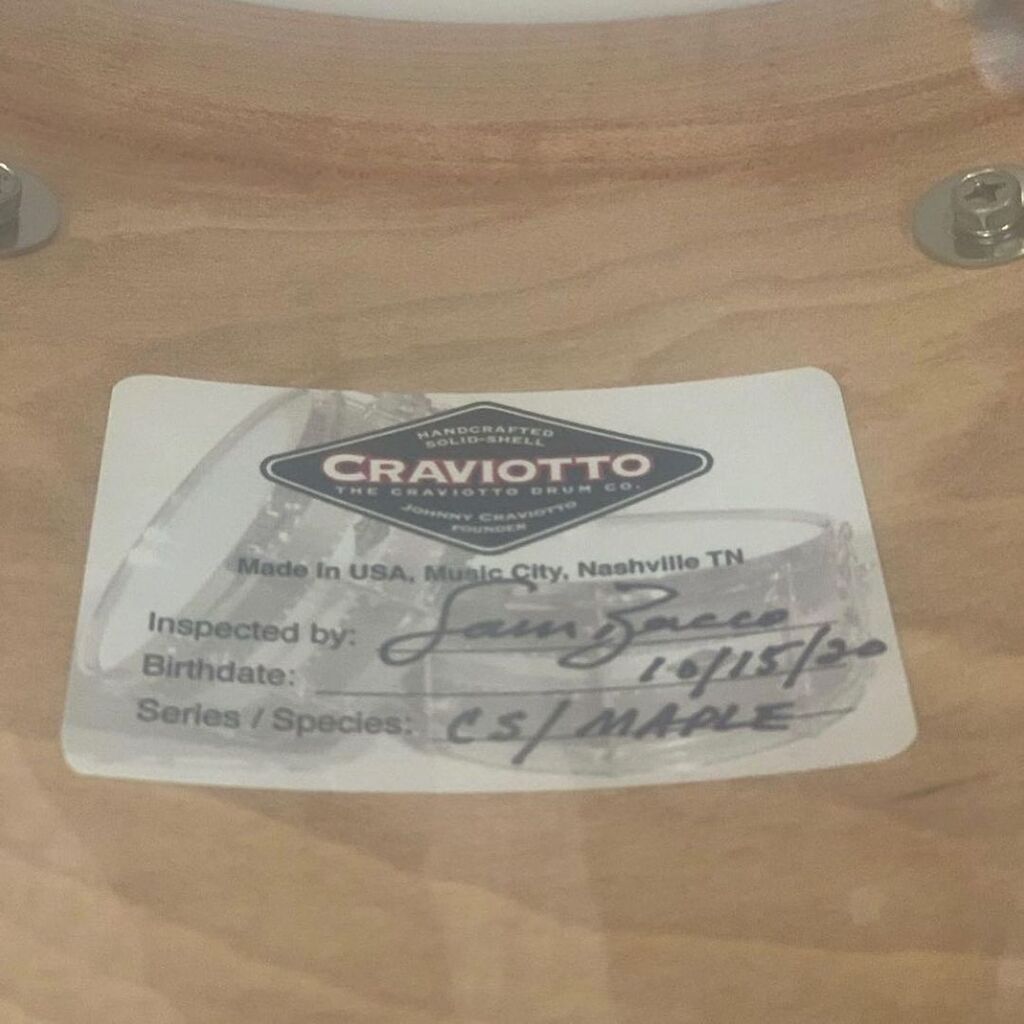 HANDCRAFTED
SOLID-SHELL
CRAVIOTTO
THE CRAVIOTTO DRUM CO.
JOHNNY CRAVIOTTO
FOUNDER
Made In USA, Music City, Nashville TN
Inspected by: Sam Bacco
Birthdate: 10/15/20
Series / Species: CS/MAPLE